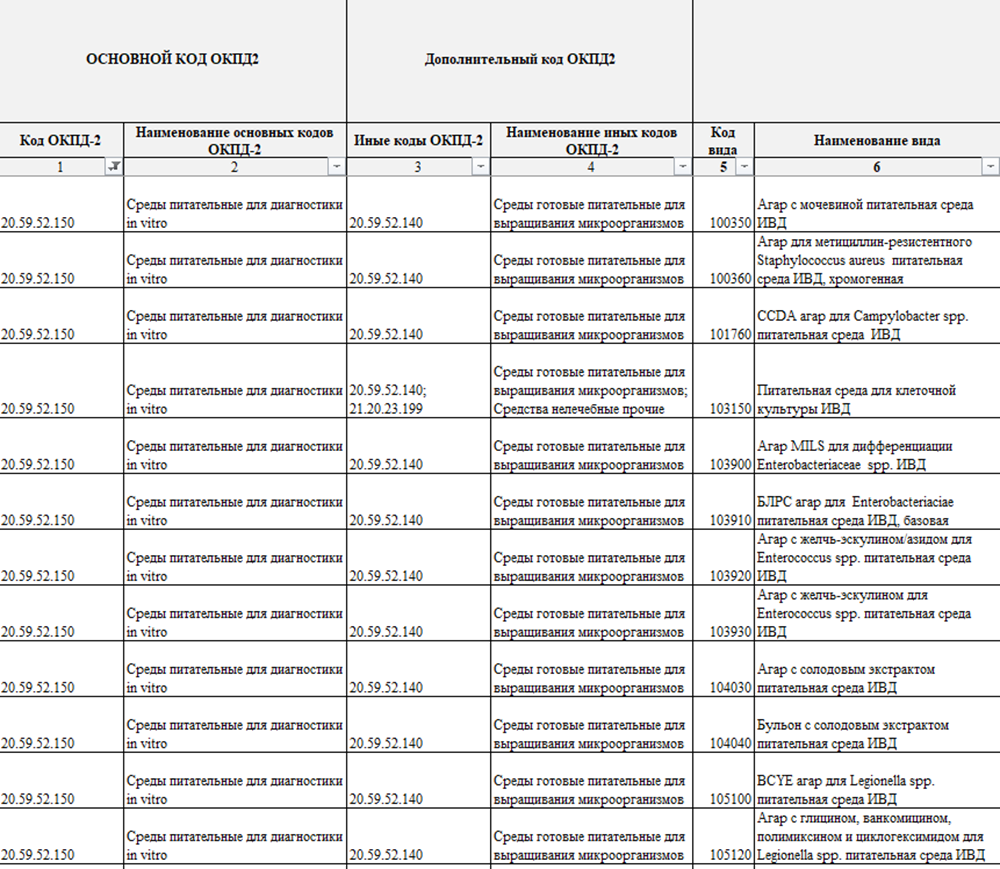 ОСНОВНОЙ КОД ОКПД2
Дополнительный код ОКПД2
Код ОКПД-2
Наименование основных кодов
ОКПД-2
Иные коды ОКПД-2
Наименование иных кодов
ОКПД-2
Код
вида
Наименование вида
1
2
3
4
5
6
20.59.52.150
Среды питательные для диагностики
in vitro
20.59.52.140
Среды готовые питательные для
выращивания микроорганизмов
100350
Агар с мочевиной питательная среда
ИВД
20.59.52.150
Среды питательные для диагностики
in vitro
20.59.52.140
Среды готовые питательные для
выращивания микроорганизмов
100360
Агар для метициллин-резистентного
Staphylococcus aureus питательная
среда ИВД, хромогенная
20.59.52.150
Среды питательные для диагностики
in vitro
20.59.52.140
Среды готовые питательные для
выращивания микроорганизмов
101760
CCDA агар для Campylobacter spp.
питательная среда ИВД
20.59.52.150
Среды питательные для диагностики
in vitro
20.59.52.140;
21.20.23.199
Среды готовые питательные для
выращивания микроорганизмов;
Средства нелечебные прочие
103150
Питательная среда для клеточной
культуры ИВД
20.59.52.150
Среды питательные для диагностики
in vitro
20.59.52.140
Среды готовые питательные для
выращивания микроорганизмов
103900
Агар MILS для дифференциации
Enterobacteriaceae spp. ИВД
20.59.52.150
Среды питательные для диагностики
in vitro
20.59.52.140
Среды готовые питательные для
выращивания микроорганизмов
103910
БЛРС агар для Enterobacteriaciae
питательная среда ИВД, базовая
20.59.52.150
Среды питательные для диагностики
in vitro
20.59.52.140
Среды готовые питательные для
выращивания микроорганизмов
103920
Агар с желчь-эскулином/азидом для
Enterococcus spp. питательная среда
ИВД
20.59.52.150
Среды питательные для диагностики
in vitro
20.59.52.140
Среды готовые питательные для
выращивания микроорганизмов
103930
Агар с желчь-эскулином для
Enterococcus spp. питательная среда
ИВД
20.59.52.150
Среды питательные для диагностики
in vitro
20.59.52.140
Среды готовые питательные для
выращивания микроорганизмов
104030
Агар с солодовым экстрактом
питательная среда ИВД
20.59.52.150
Среды питательные для диагностики
in vitro
20.59.52.140
Среды готовые питательные для
выращивания микроорганизмов
104040
Бульон с солодовым экстрактом
питательная среда ИВД
20.59.52.150
Среды питательные для диагностики
in vitro
20.59.52.140
Среды готовые питательные для
выращивания микроорганизмов
105100
BCYE агар для Legionella spp.
питательная среда ИВД
20.59.52.150
Среды питательные для диагностики
in vitro
20.59.52.140
Среды готовые питательные для
выращивания микроорганизмов
105120
Агар с глицином, ванкомицином,
полимиксином и циклогексимидом для
Legionella spp. питательная среда ИВД